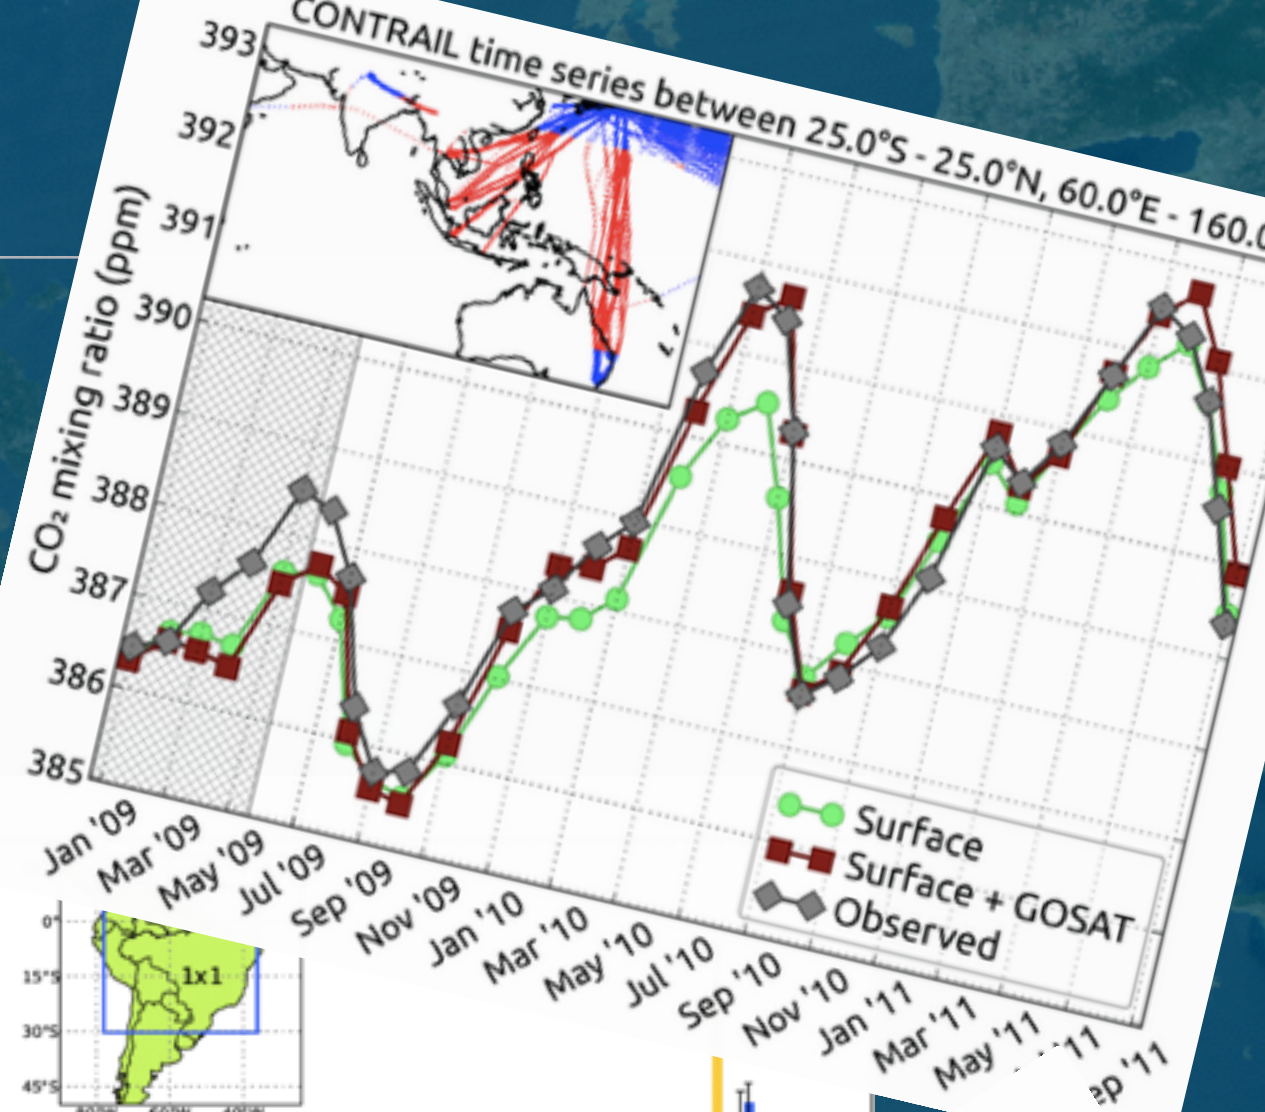 CONTRAIL time series between 25.0°S - 25.0°N, 60.0°E - 160.0
CO₂ mixing ratio (ppm)
393
392
391
390
389
388
387
386
385
Jan '09
Mar '09
May '09
Jul '09
Sep '09
Nov '09
Jan '10
Mar '10
May '10
Jul '10
Sep '10
Nov '10
Jan '11
Mar '11
May '11
'11
ep '11
Surface
Surface + GOSAT
Observed
0°
15°S
30°S
45°S
1x1